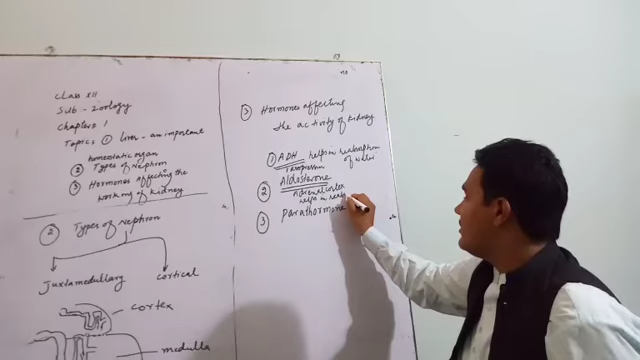 Class XII
Sub - Zoology
Chapter 1
Topics ① liver - an important
homeostatic organ
② Types of Nephron
③ Hormones affecting the
working of kidney
② Types of Nephron
Juxtamedullary cortical
cortex
medulla
③ Hormones affecting
the activity of kidney
① ADH helps in reabsorption
of water
② Aldosterone
Adrenal cortex
helps in
③ Parathormone